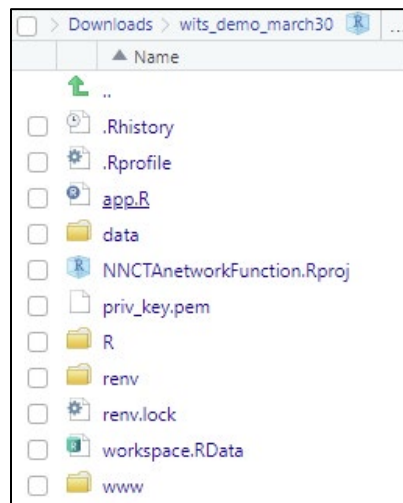 Downloads > wits_demo_march30 R ...
Name
..
.Rhistory
.Rprofile
app.R
data
NNCTAnetworkFunction.Rproj
priv_key.pem
R
renv
renv.lock
workspace.RData
www